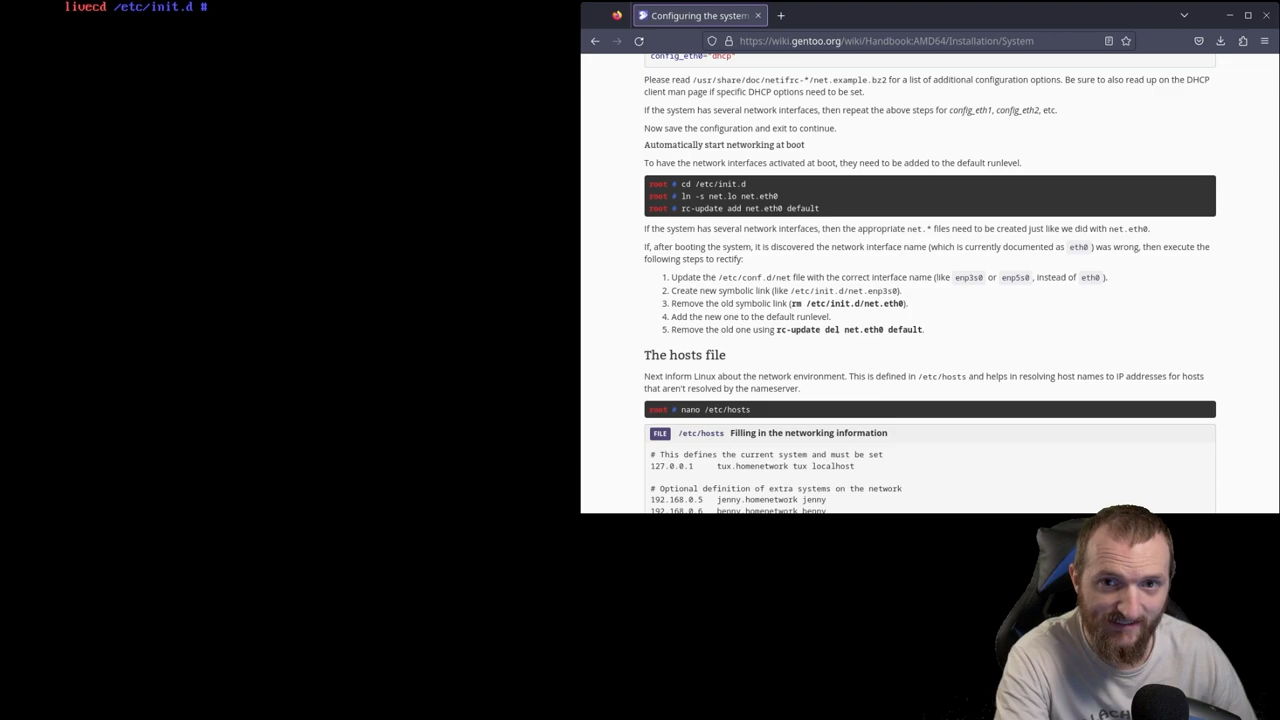 livecd /etc/init.d #
Configuring the system
https://wiki.gentoo.org/wiki/Handbook:AMD64/Installation/System
config_eth0="dhcp"
Please read /usr/share/doc/netifrc-*/net.example.bz2 for a list of additional configuration options. Be sure to also read up on the DHCP
client man page if specific DHCP options need to be set.
If the system has several network interfaces, then repeat the above steps for config_eth1, config_eth2, etc.
Now save the configuration and exit to continue.
Automatically start networking at boot
To have the network interfaces activated at boot, they need to be added to the default runlevel.
root # cd /etc/init.d
root # ln -s net.lo net.eth0
root # rc-update add net.eth0 default
If the system has several network interfaces, then the appropriate net.* files need to be created just like we did with net.eth0.
If, after booting the system, it is discovered the network interface name (which is currently documented as eth0 ) was wrong, then execute the
following steps to rectify:
1. Update the /etc/conf.d/net file with the correct interface name (like enp3s0 or enp5s0 , instead of eth0 ).
2. Create new symbolic link (like /etc/init.d/net.enp3s0).
3. Remove the old symbolic link (rm /etc/init.d/net.eth0).
4. Add the new one to the default runlevel.
5. Remove the old one using rc-update del net.eth0 default.
The hosts file
Next inform Linux about the network environment. This is defined in /etc/hosts and helps in resolving host names to IP addresses for hosts
that aren't resolved by the nameserver.
root # nano /etc/hosts
FILE /etc/hosts Filling in the networking information
# This defines the current system and must be set
127.0.0.1 tux.homenetwork tux localhost
# Optional definition of extra systems on the network
192.168.0.5 jenny.homenetwork jenny
192.168.0.6 benny.homenetwork benny